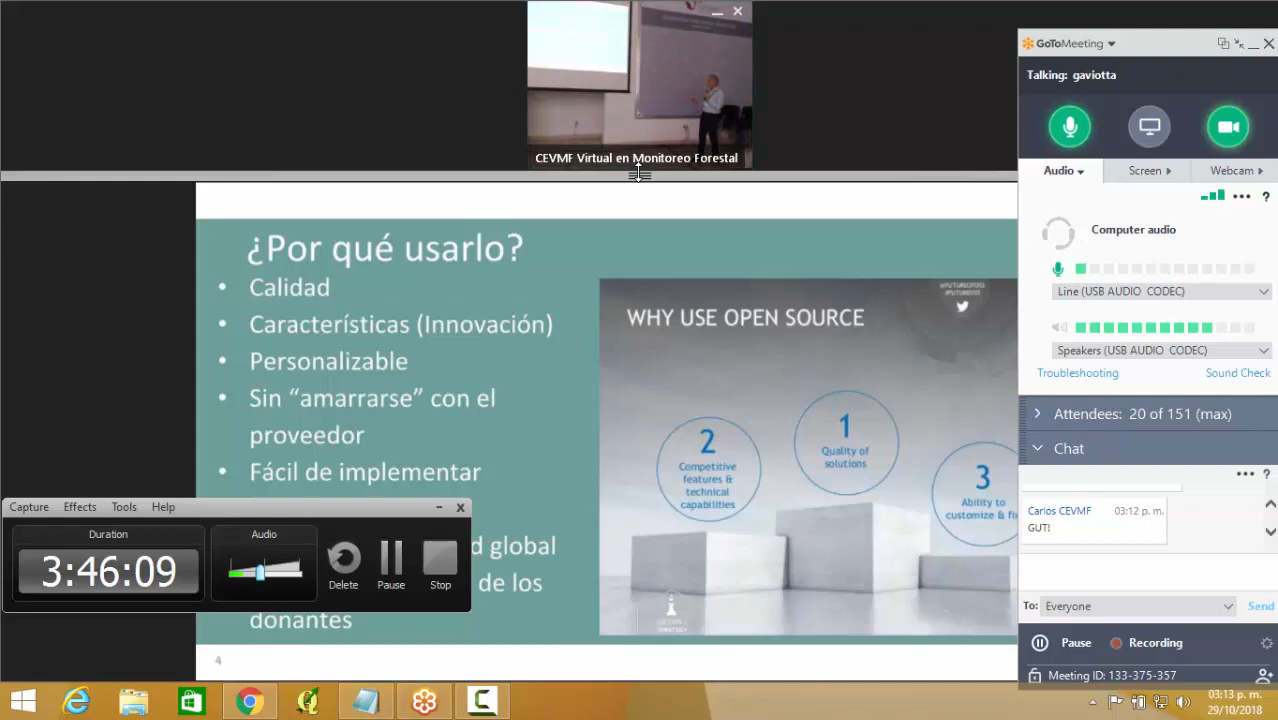 CEVMF Virtual en Monitoreo Forestal
¿Por qué usarlo?
• Calidad
• Características (Innovación)
• Personalizable
• Sin “amarrarse” con el
proveedor
• Fácil de implementar
d global
de los
donantes
4
WHY USE OPEN SOURCE
2
Competitive
features &
technical
capabilities
1
Quality of
solutions
3
Ability to
customize & fix
Capture Effects Tools Help
Duration
3:46:09
Audio
Delete Pause Stop
GoToMeeting
Talking: gaviotta
Audio Screen Webcam
?
Computer audio
Line (USB AUDIO CODEC)
Speakers (USB AUDIO CODEC)
Troubleshooting Sound Check
Attendees: 20 of 151 (max)
Chat
?
Carlos CEVMF 03:12 p. m.
GUT!
To: Everyone Send
Pause Recording
Meeting ID: 133-375-357
03:13 p. m.
29/10/2018